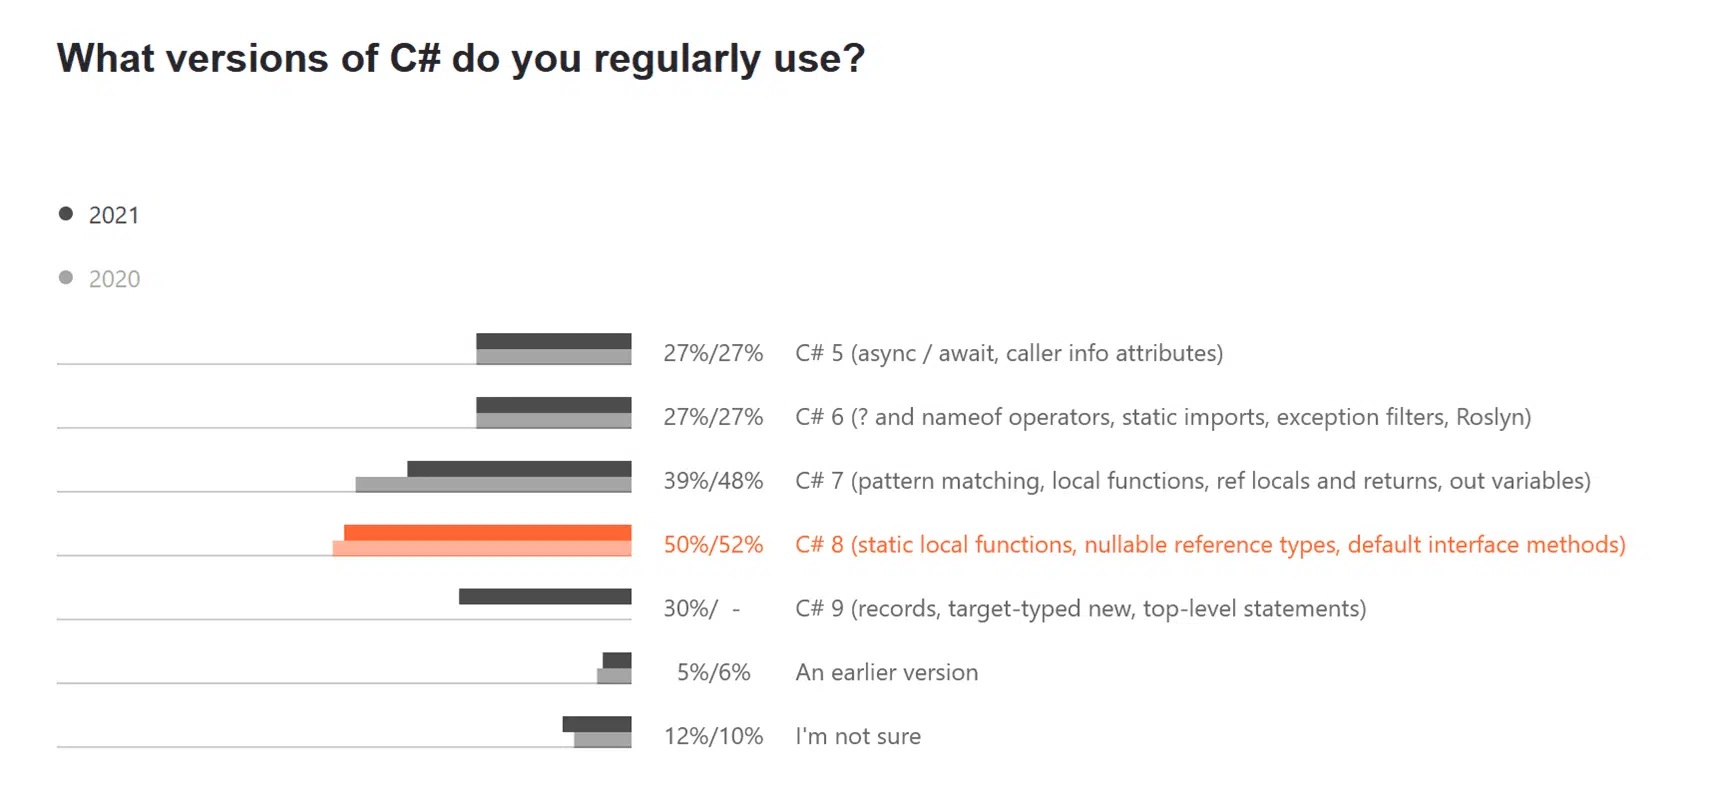 What versions of C# do you regularly use?
2021
2020
27%/27% C# 5 (async / await, caller info attributes)
27%/27% C# 6 (? and nameof operators, static imports, exception filters, Roslyn)
39%/48% C# 7 (pattern matching, local functions, ref locals and returns, out variables)
50%/52% C# 8 (static local functions, nullable reference types, default interface methods)
30%/ - C# 9 (records, target-typed new, top-level statements)
5%/6% An earlier version
12%/10% I'm not sure